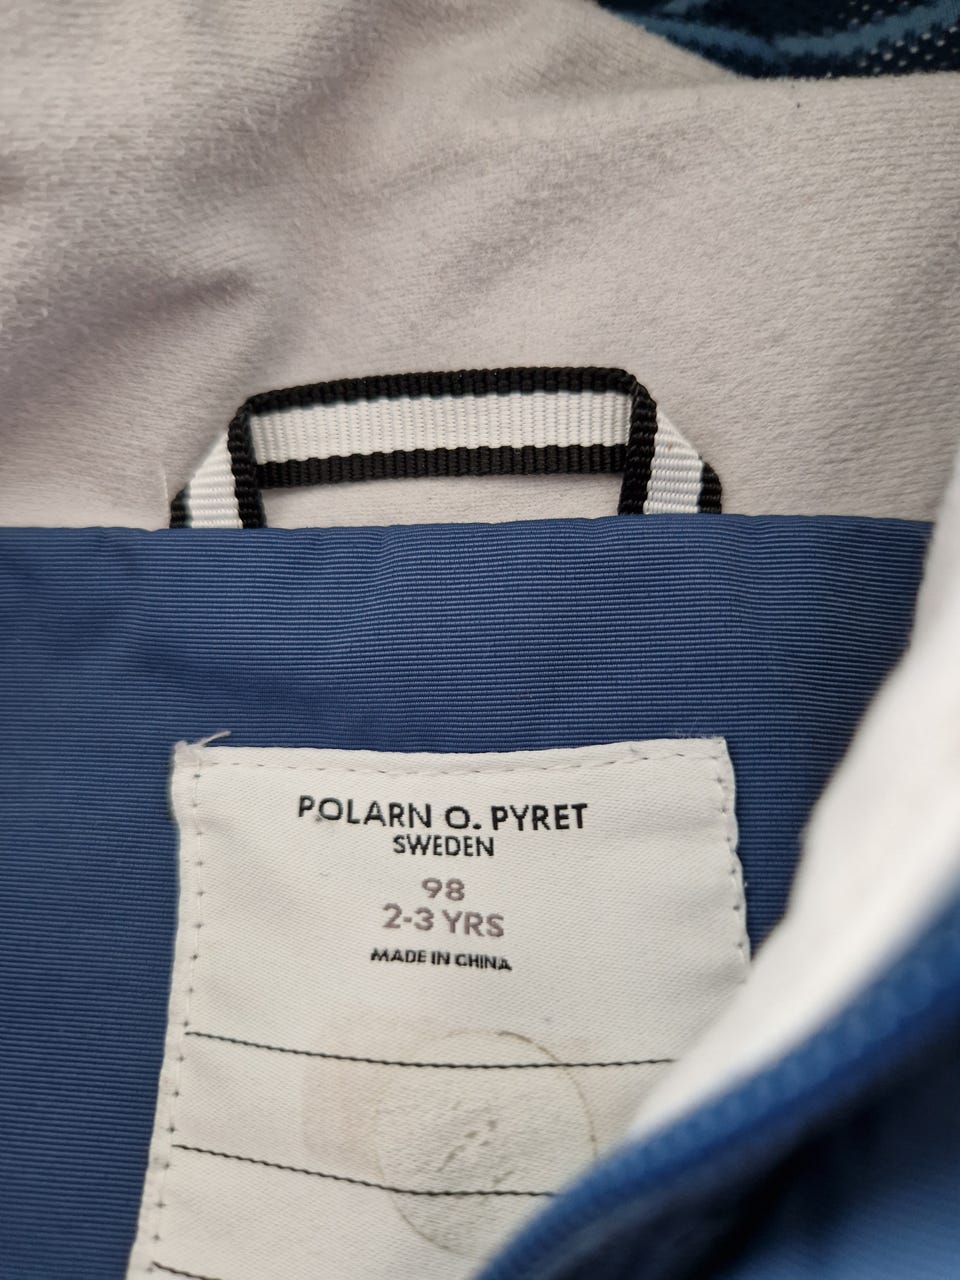 POLARN O. PYRET
SWEDEN
98
2-3 YRS
MADE IN CHINA